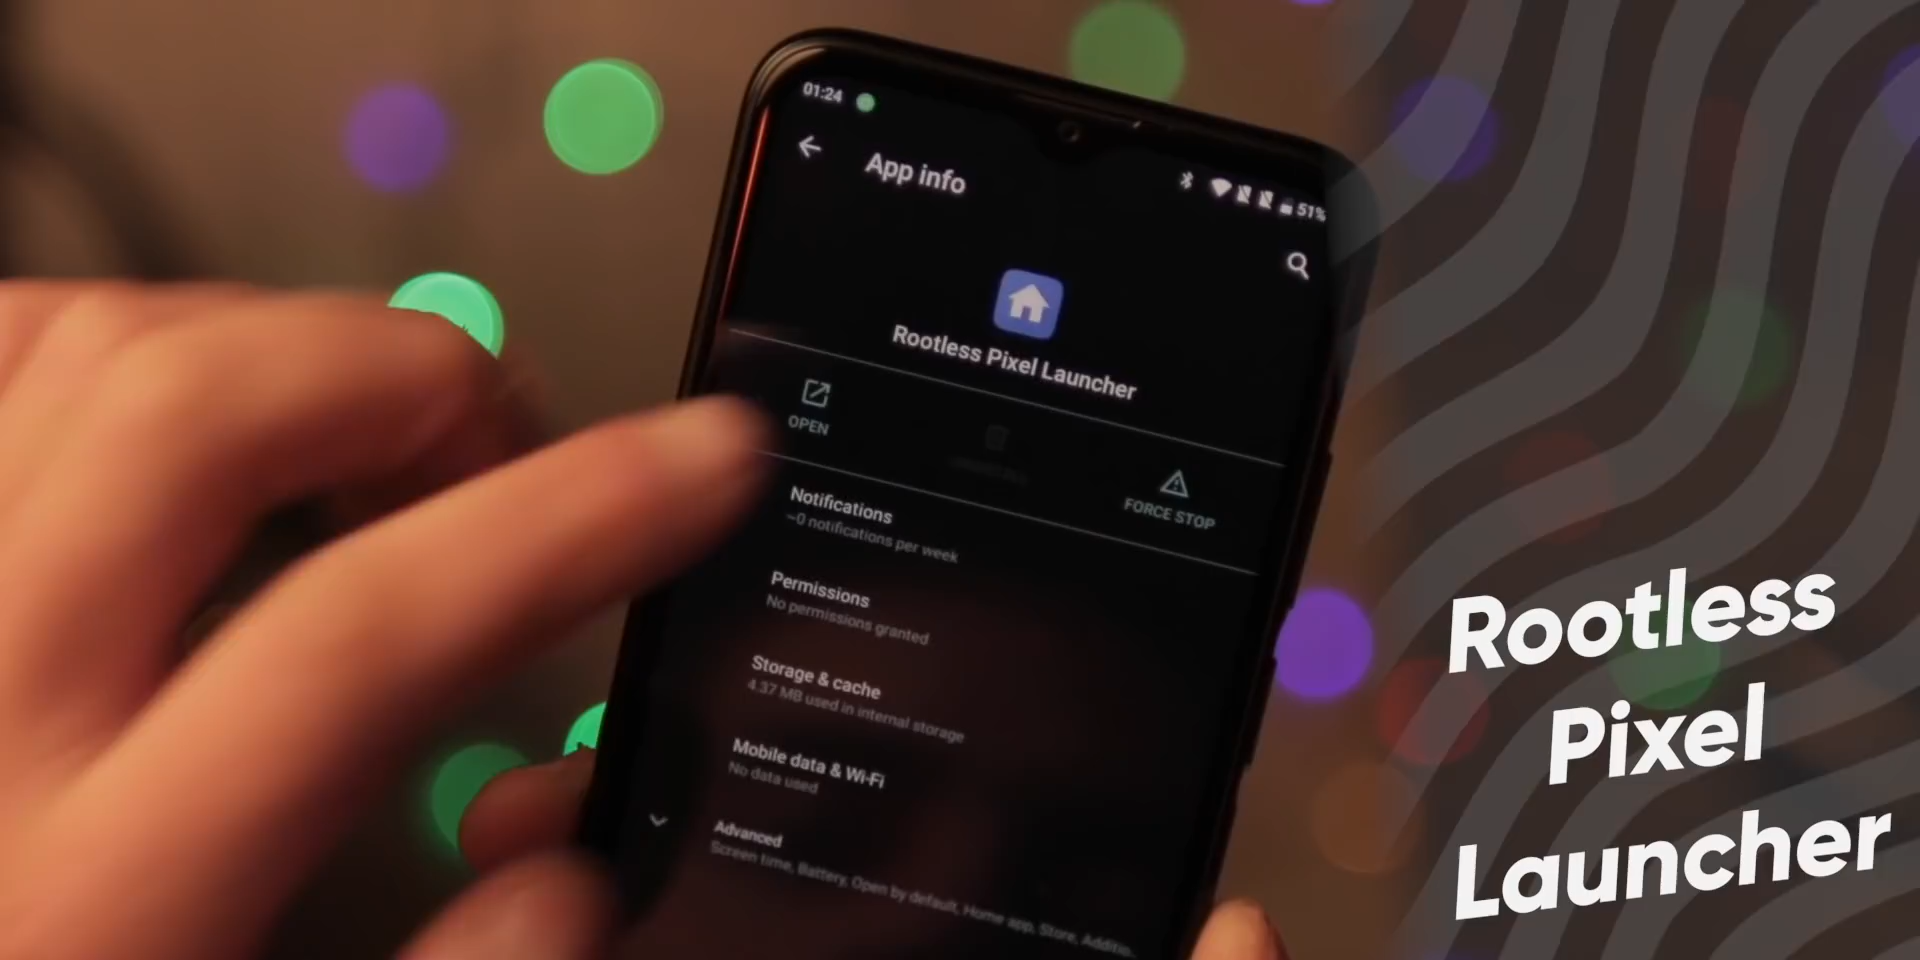 01:24
51%
App info
Rootless Pixel Launcher
OPEN
FORCE STOP
Notifications
~0 notifications per week
Permissions
No permissions granted
Storage & cache
4.37 MB used in internal storage
Mobile data & Wi-Fi
No data used
Advanced
Screen time, Battery, Open by default, Home app, Store, Additio..
Rootless
Pixel
Launcher